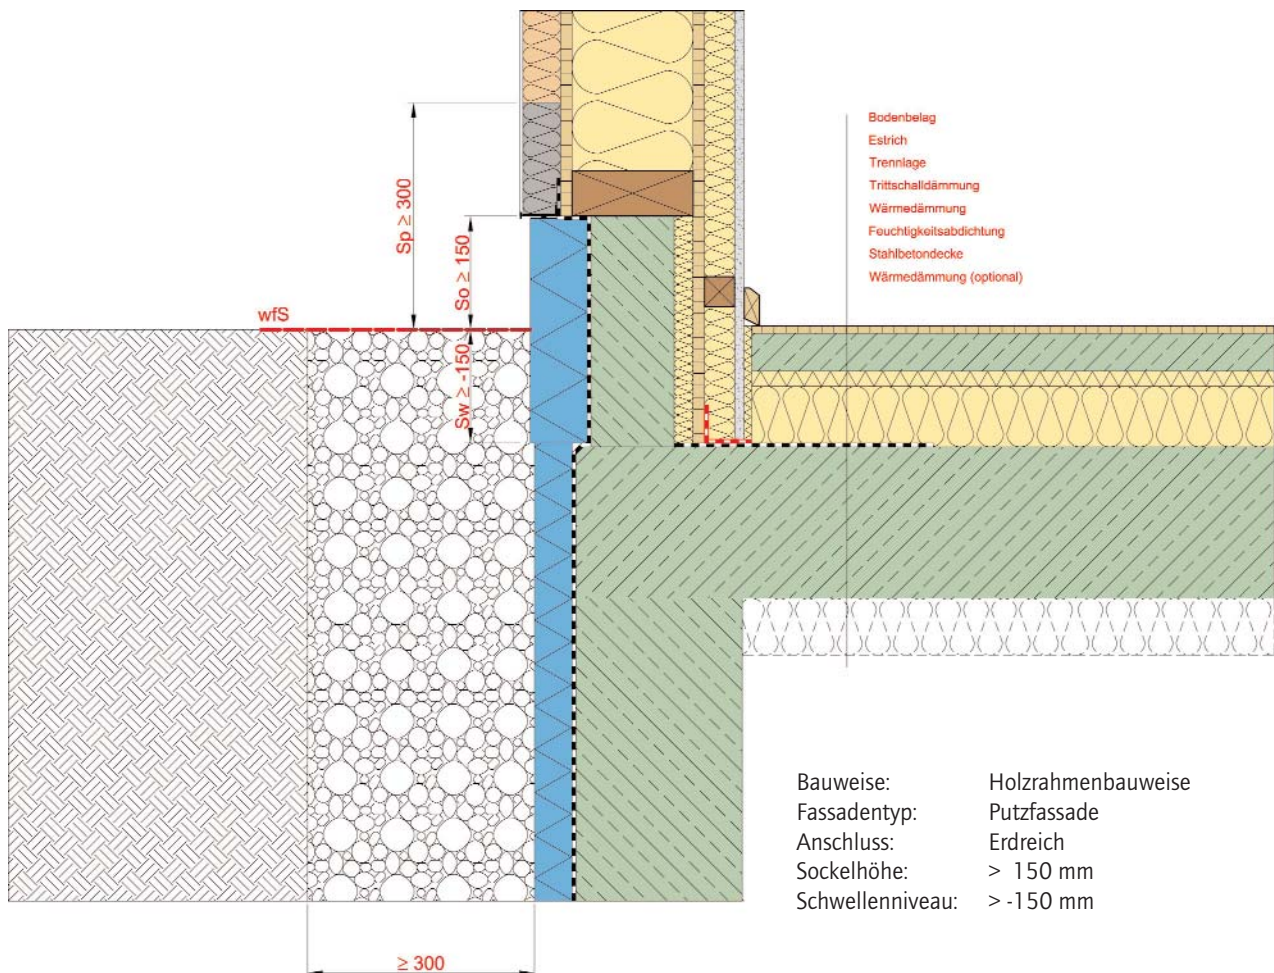 Bodenbelag
Estrich
Trennlage
Trittschalldämmung
Wärmedämmung
Feuchtigkeitsabdichtung
Stahlbetondecke
Wärmedämmung (optional)
Sp ≥ 300
So ≥ 150
wfS
Sw ≥ -150
Bauweise: Holzrahmenbauweise
Fassadentyp: Putzfassade
Anschluss: Erdreich
Sockelhöhe: > 150 mm
Schwellenniveau: > -150 mm
≥ 300